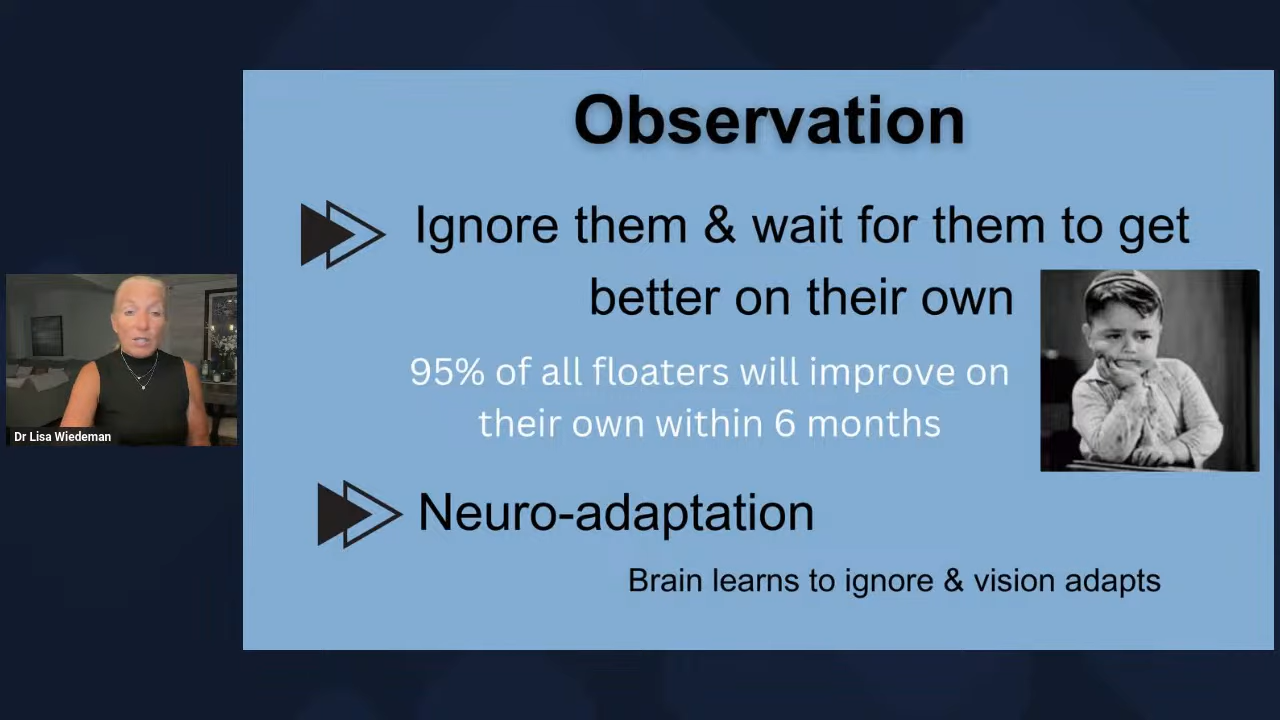 Observation
Ignore them & wait for them to get
better on their own
95% of all floaters will improve on
their own within 6 months
Neuro-adaptation
Brain learns to ignore & vision adapts
Dr Lisa Wiedeman